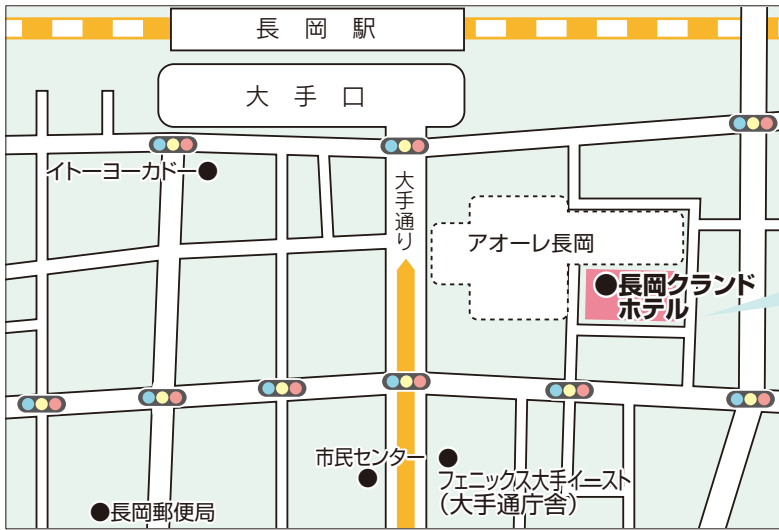 長岡駅
大手口
イトーヨーカドー
大手通り
アオーレ長岡
長岡クランド
ホテル
市民センター
フェニックス大手イースト
(大手通庁舎)
長岡郵便局